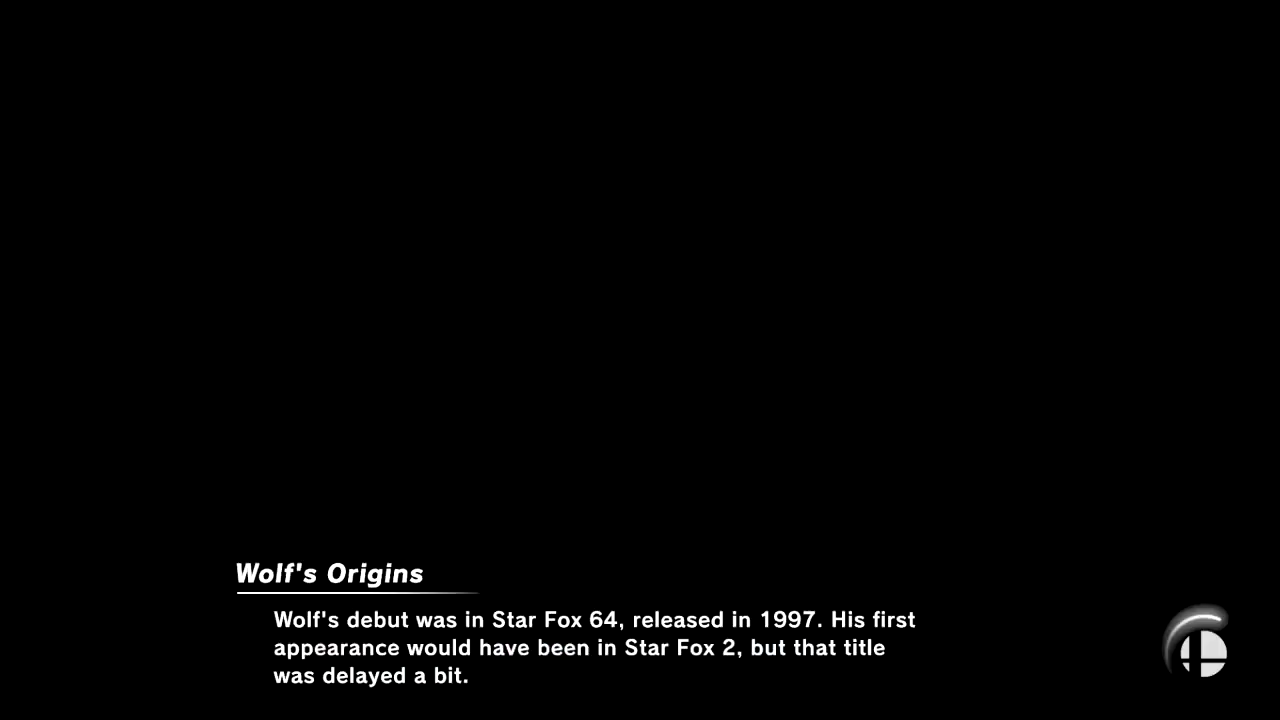 Wolf's Origins
Wolf's debut was in Star Fox 64, released in 1997. His first
appearance would have been in Star Fox 2, but that title
was delayed a bit.